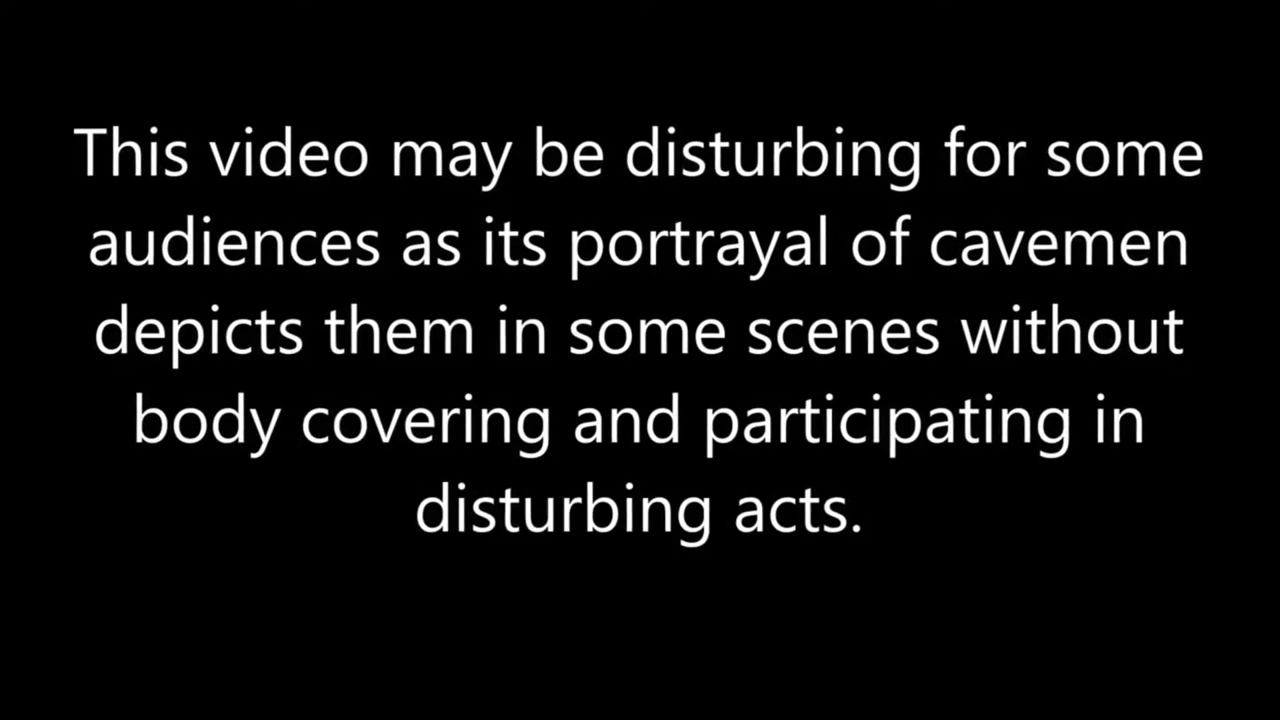 This video may be disturbing for some
audiences as its portrayal of cavemen
depicts them in some scenes without
body covering and participating in
disturbing acts.